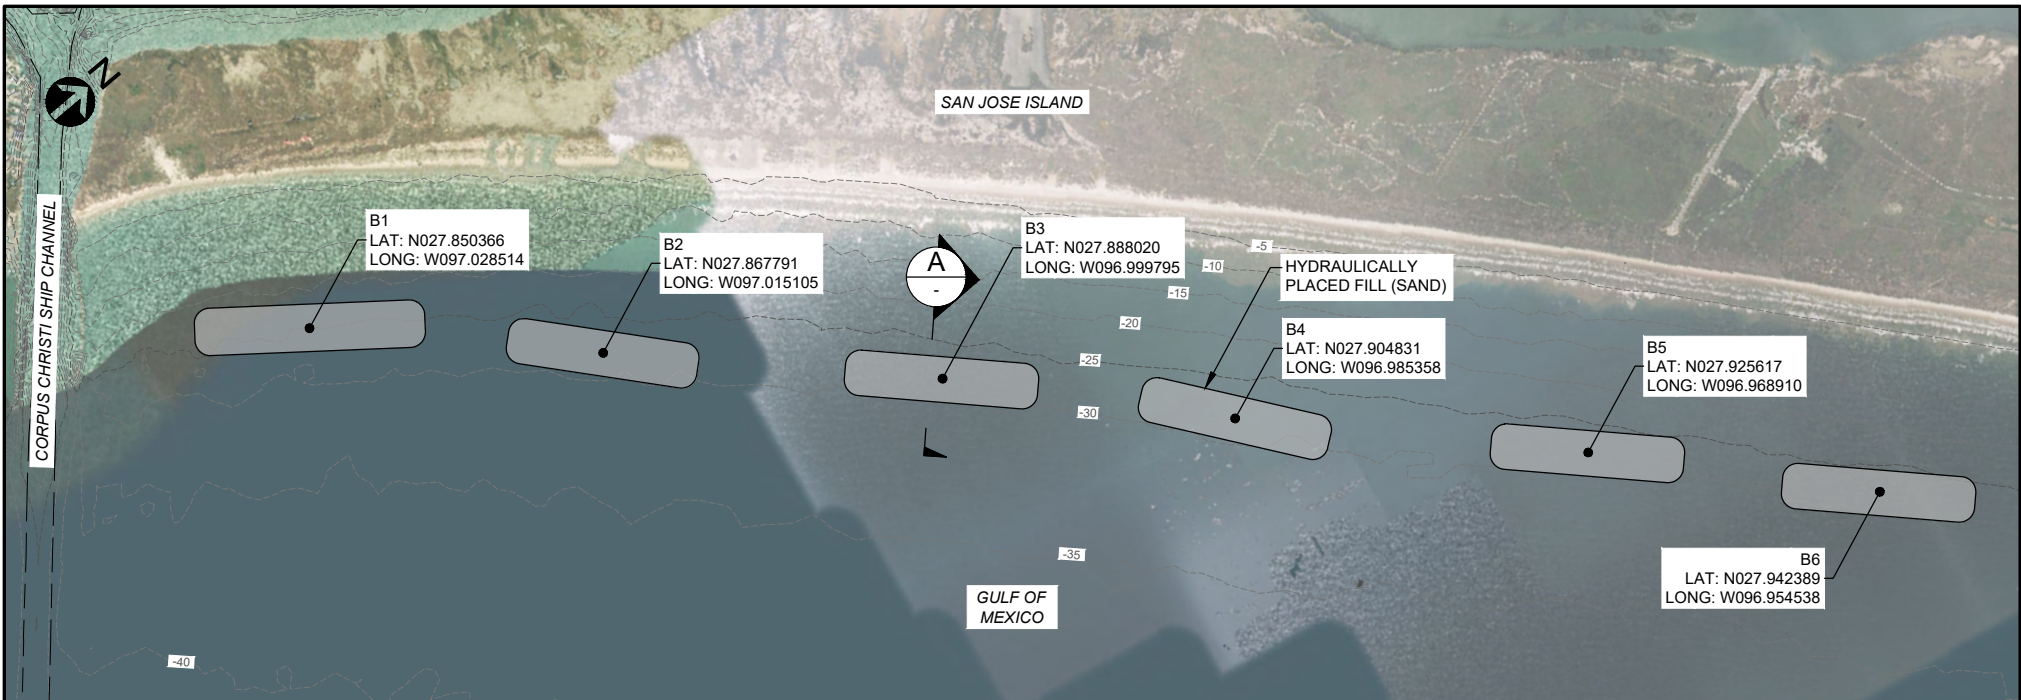 N
SAN JOSE ISLAND
CORPUS CHRISTI SHIP CHANNEL
B1
LAT: N027.850366
LONG: W097.028514
B2
LAT: N027.867791
LONG: W097.015105
A
-
B3
LAT: N027.888020
LONG: W096.999795
-5
-10
-15
-20
-25
-30
-35
-40
HYDRAULICALLY
PLACED FILL (SAND)
B4
LAT: N027.904831
LONG: W096.985358
B5
LAT: N027.925617
LONG: W096.968910
B6
LAT: N027.942389
LONG: W096.954538
GULF OF
MEXICO